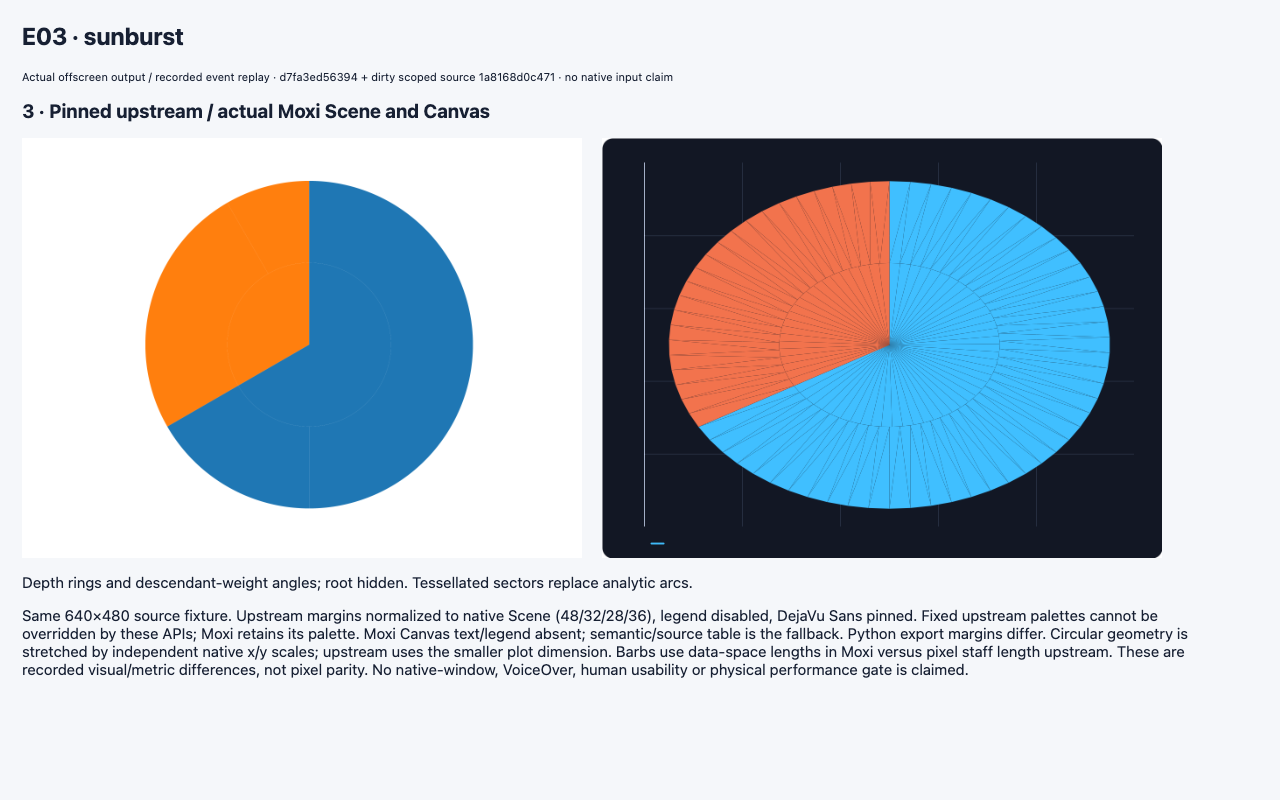 E03 · sunburst
Actual offscreen output / recorded event replay · d7fa3ed56394 + dirty scoped source 1a8168d0c471 · no native input claim
3 · Pinned upstream / actual Moxi Scene and Canvas
Depth rings and descendant-weight angles; root hidden. Tessellated sectors replace analytic arcs.
Same 640×480 source fixture. Upstream margins normalized to native Scene (48/32/28/36), legend disabled, DejaVu Sans pinned. Fixed upstream palettes cannot be
overridden by these APIs; Moxi retains its palette. Moxi Canvas text/legend absent; semantic/source table is the fallback. Python export margins differ. Circular geometry is
stretched by independent native x/y scales; upstream uses the smaller plot dimension. Barbs use data-space lengths in Moxi versus pixel staff length upstream. These are
recorded visual/metric differences, not pixel parity. No native-window, VoiceOver, human usability or physical performance gate is claimed.